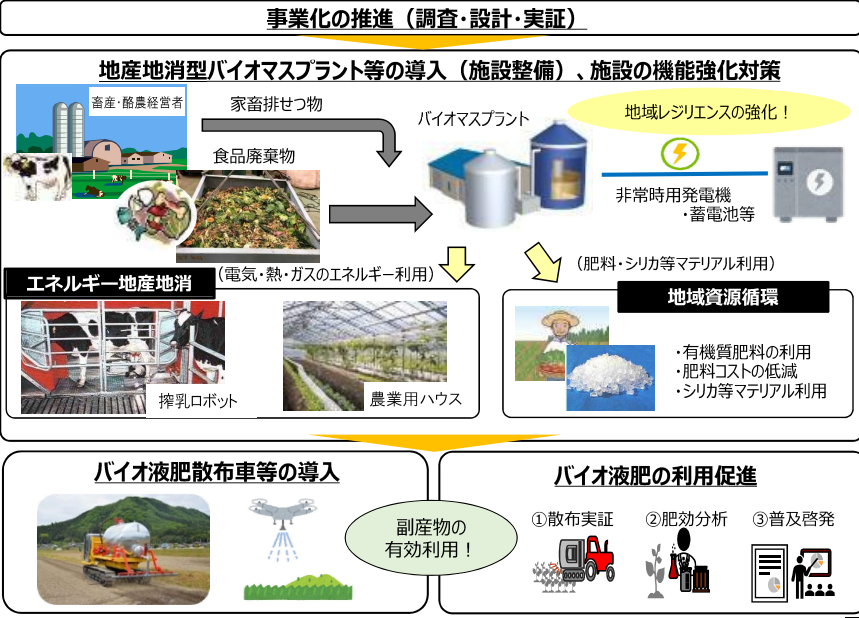 事業化の推進（調査・設計・実証）
地産地消型バイオマスプラント等の導入（施設整備）、施設の機能強化対策
畜産・酪農経営者
家畜排せつ物
バイオマスプラント
地域レジリエンスの強化！
食品廃棄物
非常時用発電機
・蓄電池等
（電気・熱・ガスのエネルギー利用）
（肥料・シリカ等マテリアル利用）
エネルギー地産地消
搾乳ロボット
農業用ハウス
地域資源循環
・有機質肥料の利用
・肥料コストの低減
・シリカ等マテリアル利用
バイオ液肥散布車等の導入
副産物の
有効利用！
バイオ液肥の利用促進
①散布実証
②肥効分析
③普及啓発